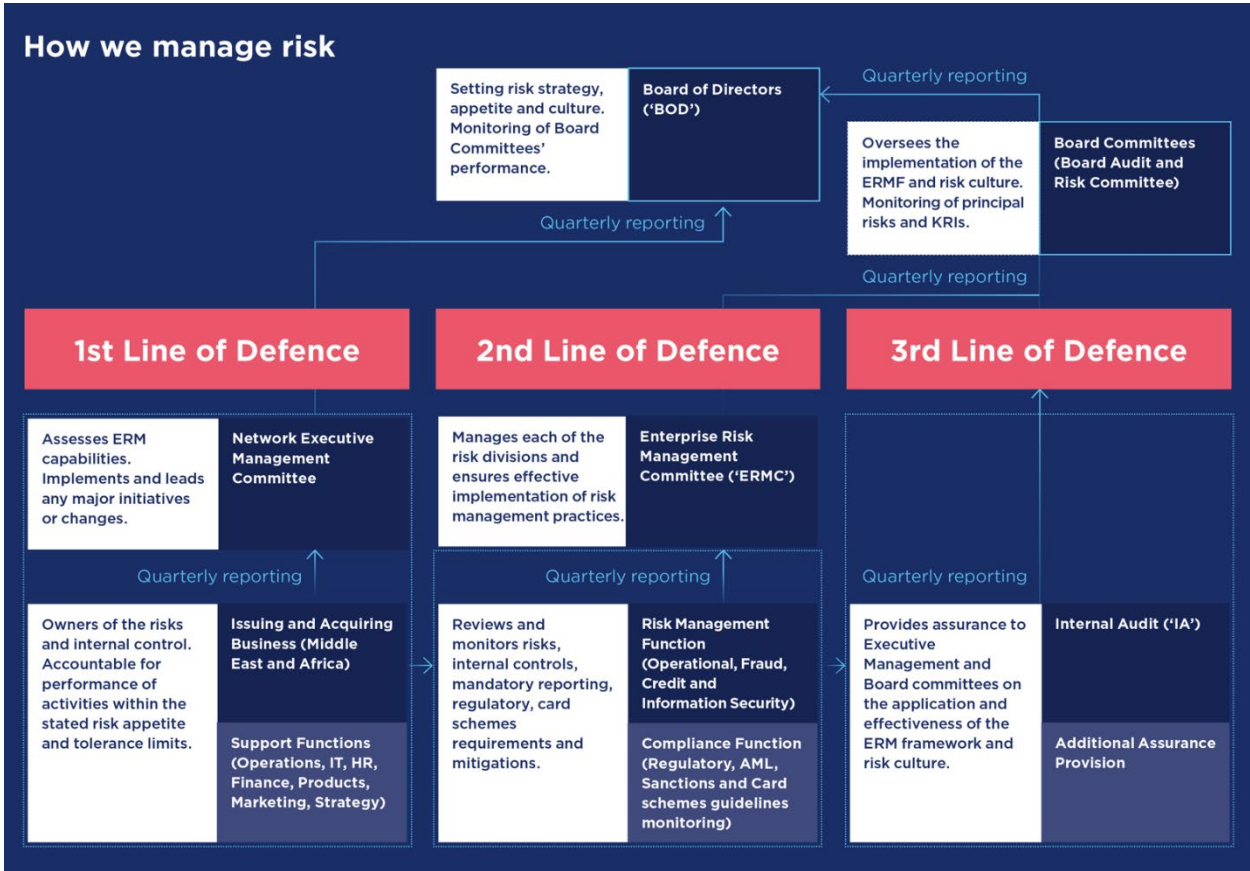 How we manage risk
Setting risk strategy,
appetite and culture.
Monitoring of Board
Committees’
performance.
Board of Directors
(‘BOD’)
Quarterly reporting
Oversees the
implementation of the
ERMF and risk culture.
Monitoring of principal
risks and KRIs.
Board Committees
(Board Audit and
Risk Committee)
Quarterly reporting
Quarterly reporting
1st Line of Defence
2nd Line of Defence
3rd Line of Defence
Assesses ERM
capabilities.
Implements and leads
any major initiatives
or changes.
Network Executive
Management
Committee
Quarterly reporting
Owners of the risks
and internal control.
Accountable for
performance of
activities within the
stated risk appetite
and tolerance limits.
Issuing and Acquiring
Business (Middle
East and Africa)
Support Functions
(Operations, IT, HR,
Finance, Products,
Marketing, Strategy)
Manages each of the
risk divisions and
ensures effective
implementation of risk
management practices.
Enterprise Risk
Management
Committee (‘ERMC’)
Quarterly reporting
Reviews and
monitors risks,
internal controls,
mandatory reporting,
regulatory, card
schemes
requirements and
mitigations.
Risk Management
Function
(Operational, Fraud,
Credit and
Information Security)
Compliance Function
(Regulatory, AML,
Sanctions and Card
schemes guidelines
monitoring)
Quarterly reporting
Provides assurance to
Executive
Management and
Board committees on
the application and
effectiveness of the
ERM framework and
risk culture.
Internal Audit (‘IA’)
Additional Assurance
Provision